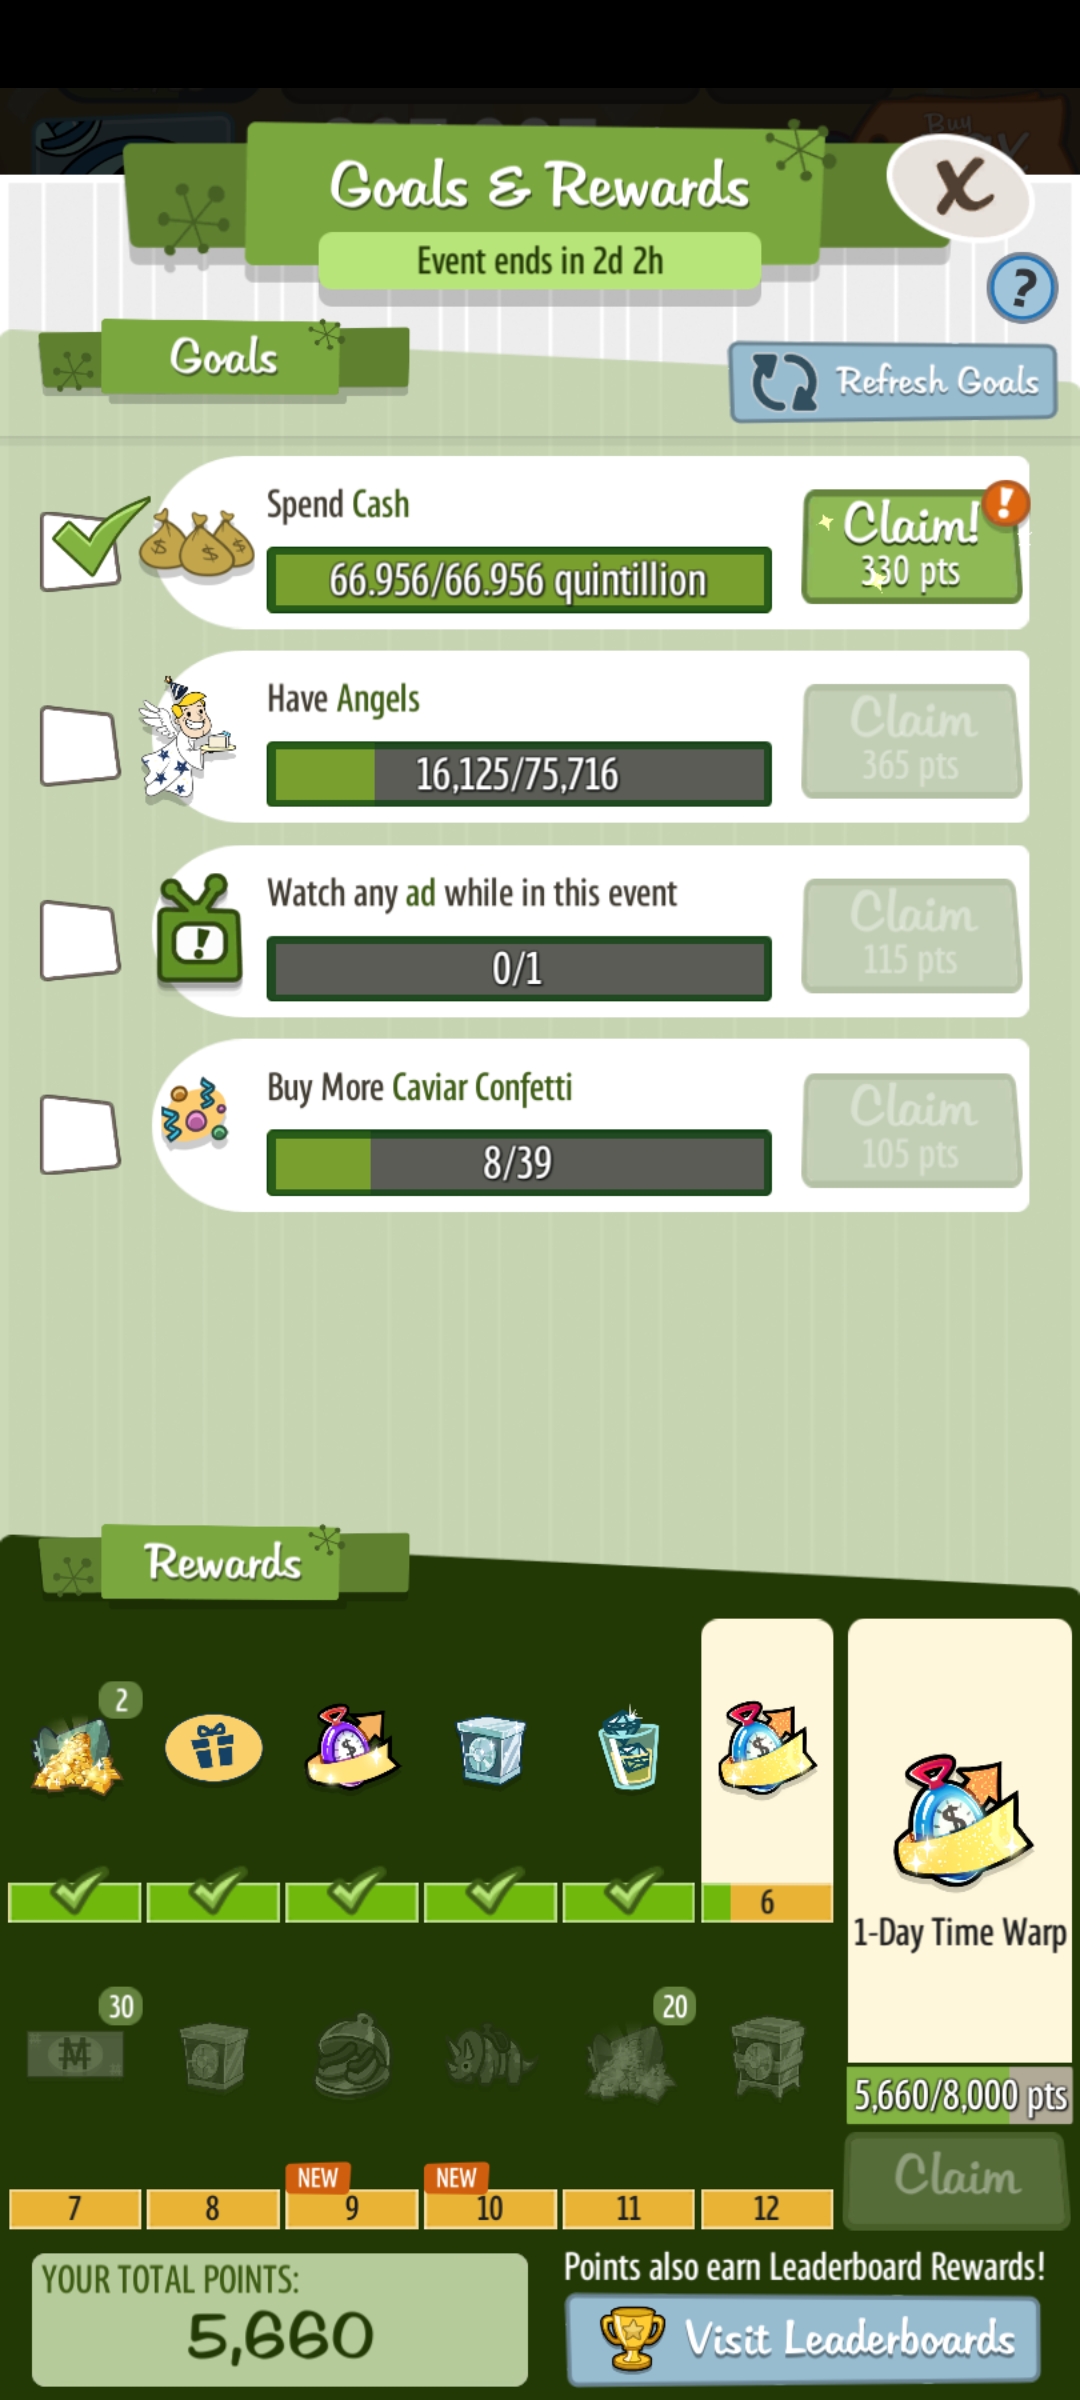 Buy
Goals & Rewards
X
Event ends in 2d 2h
?
Goals
Refresh Goals
Spend Cash
66.956/66.956 quintillion
Claim!
!
330 pts
Have Angels
16,125/75,716
Claim
365 pts
Watch any ad while in this event
0/1
Claim
115 pts
Buy More Caviar Confetti
8/39
Claim
105 pts
Rewards
2
6
1-Day Time Warp
30
20
5,660/8,000 pts
Claim
NEW
NEW
7
8
9
10
11
12
YOUR TOTAL POINTS:
5,660
Points also earn Leaderboard Rewards!
Visit Leaderboards